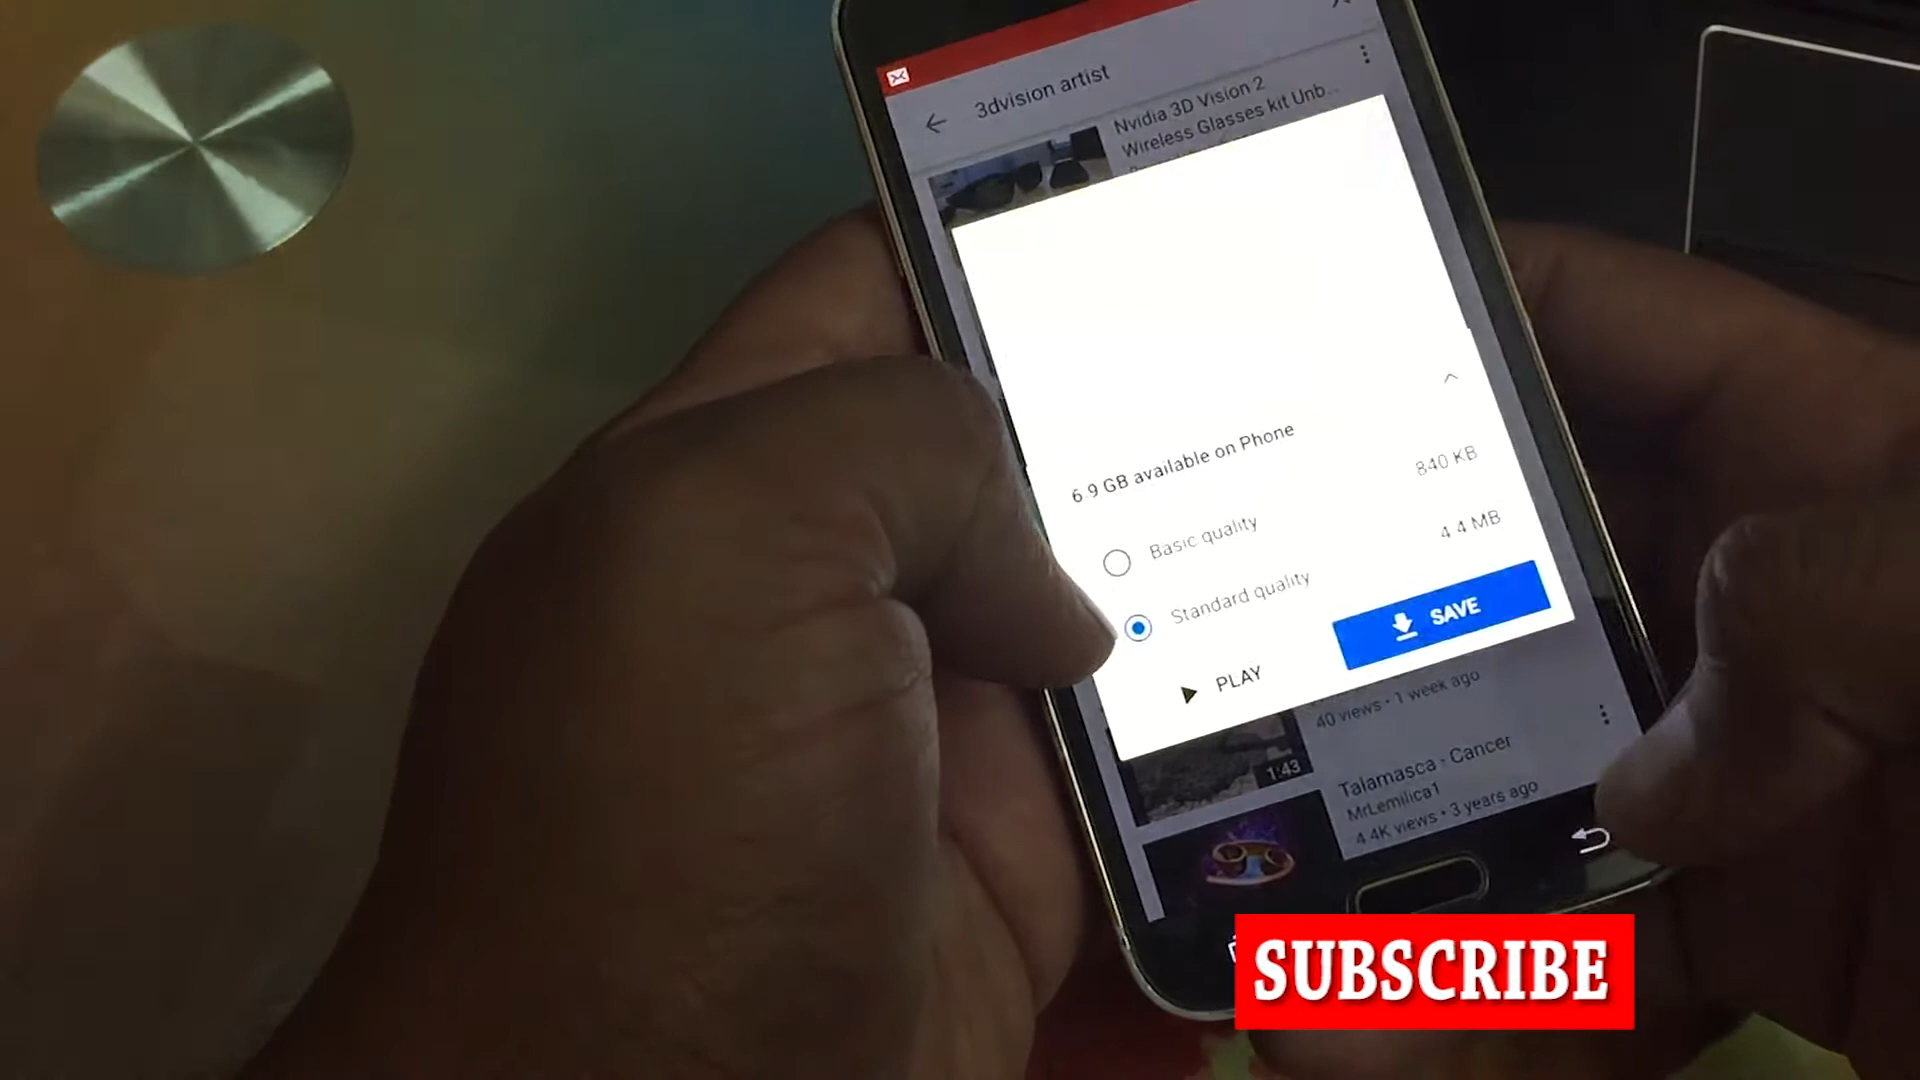 3dvision artist
Nvidia 3D Vision 2
Wireless Glasses kit Unb...
6.9 GB available on Phone
Basic quality 840 KB
Standard quality 4.4 MB
PLAY
SAVE
40 views • 1 week ago
1:43
Talamasca - Cancer
MrLemilica1
4.4K views • 3 years ago
SUBSCRIBE